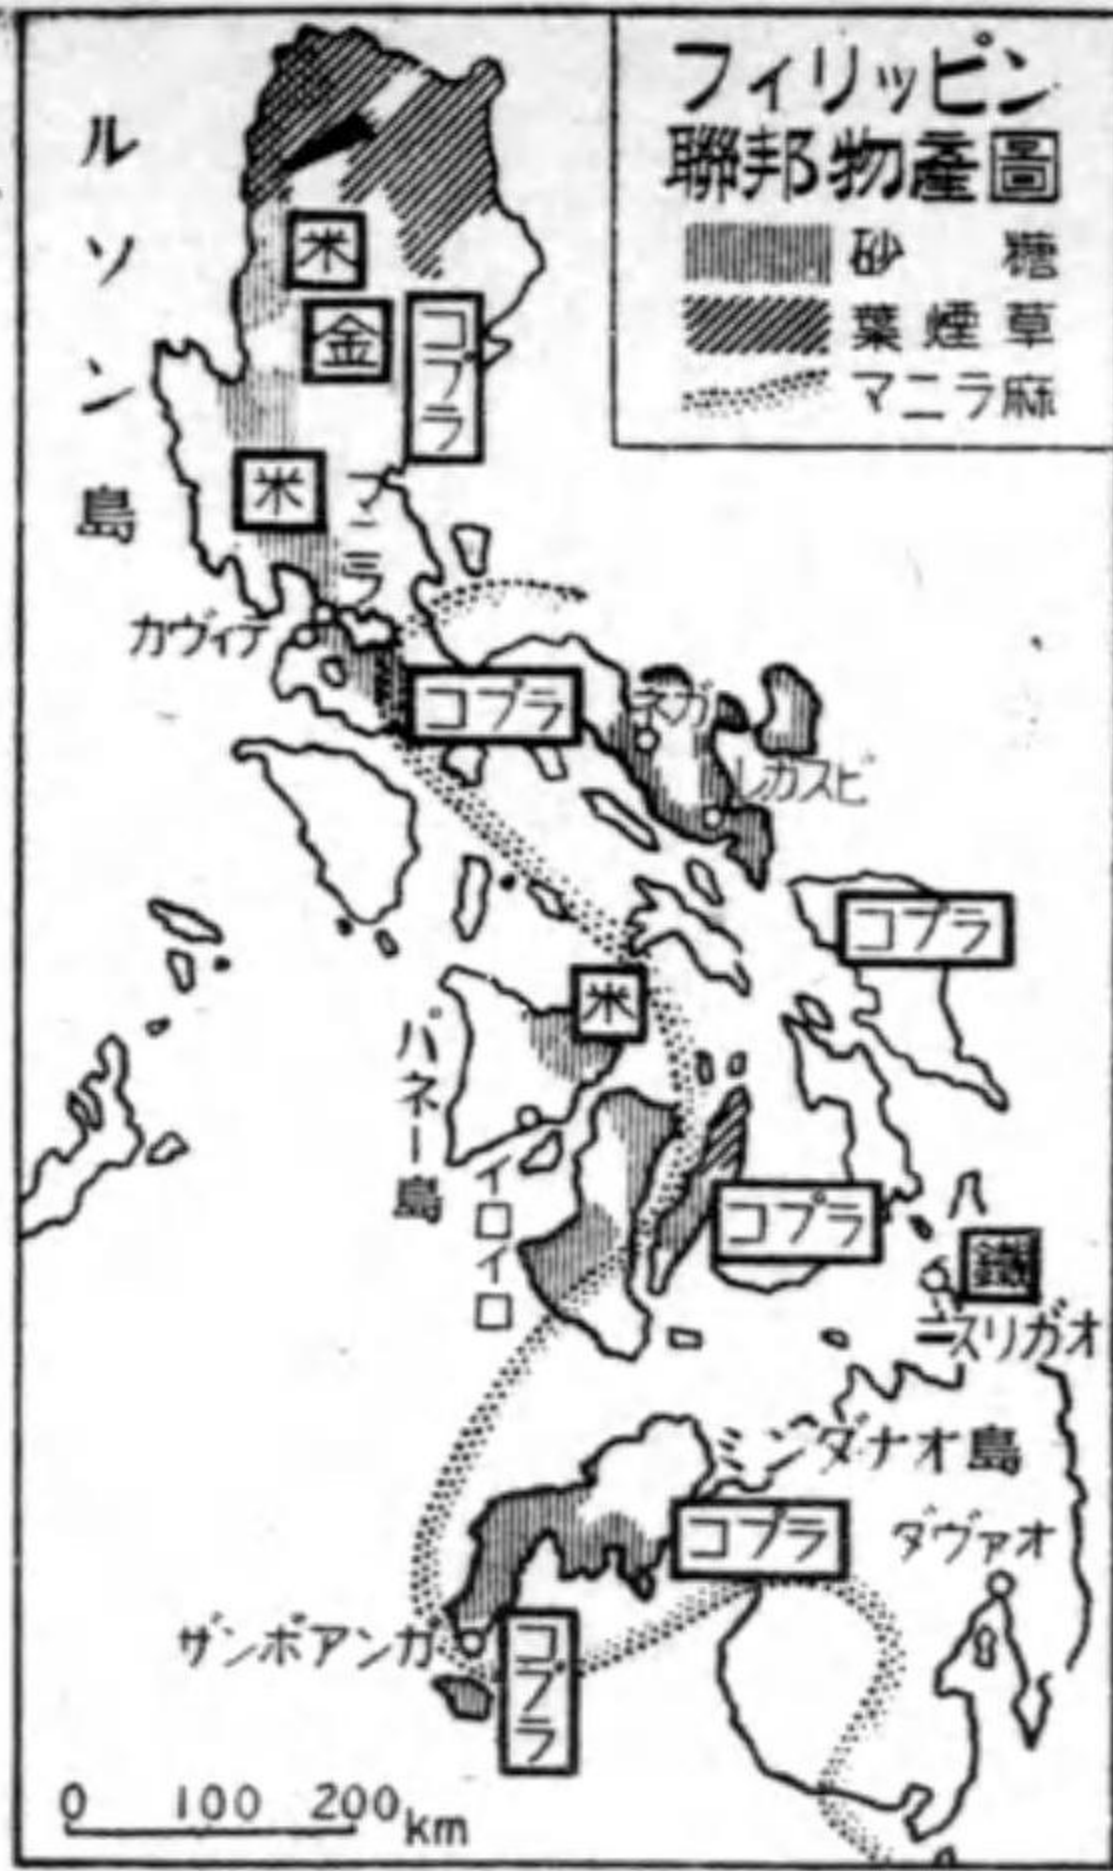 フィリッピン
聯邦物產圖
砂糖
葉煙草
マニラ麻
ルソン島
米
金
コプラ
米
マニラ
カヴィテ
コプラ
ネガ
レガスピ
コプラ
米
パネー島
イロイロ
コプラ
鐵
スリガオ
ミンダナオ島
コプラ
ダヴァオ
ザンボアンガ
コプラ
0 100 200km